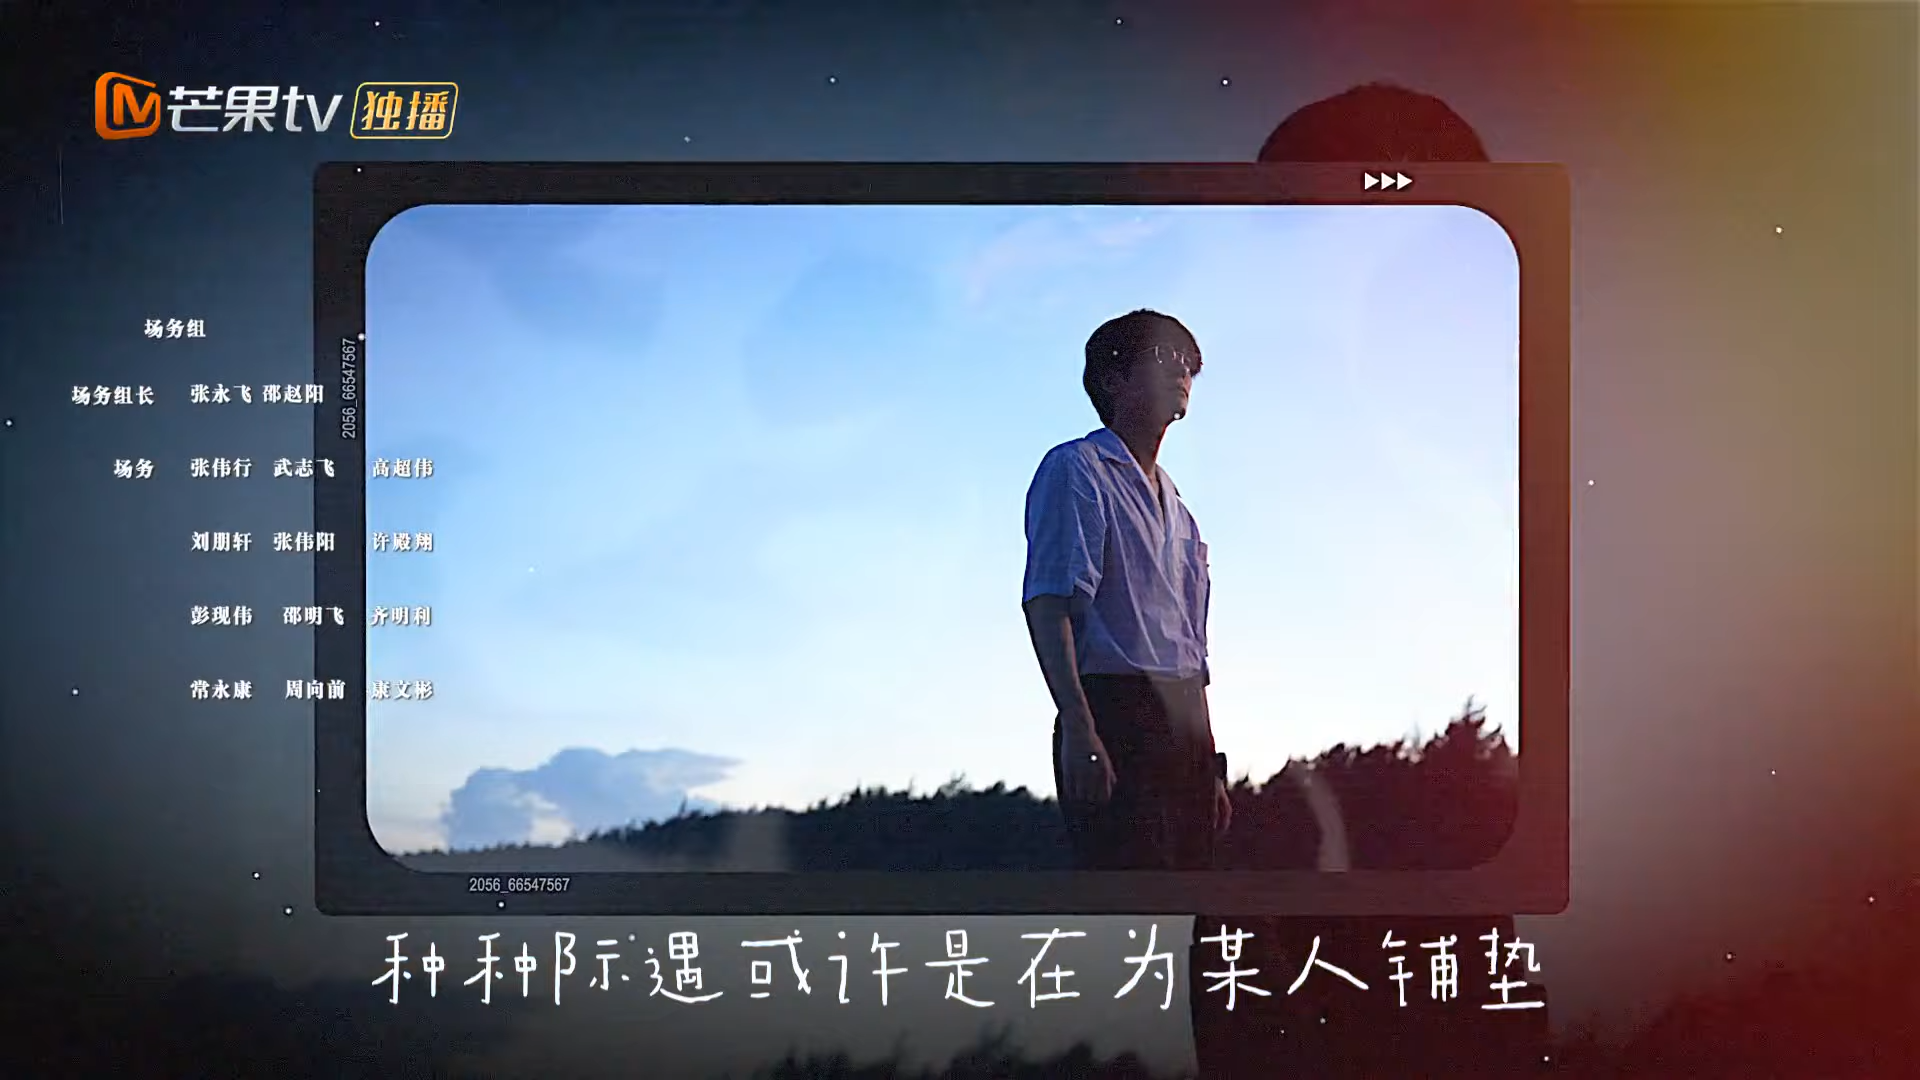 芒果tv 独播
场务组
场务组长 张永飞 邵赵阳
场务 张伟行 武志飞 高超伟
刘朋轩 张伟阳 许殿翔
彭现伟 邵明飞 齐明利
常永康 周向前 康文彬
2056_66547567
2056_66547567
种种际遇或许是在为某人铺垫